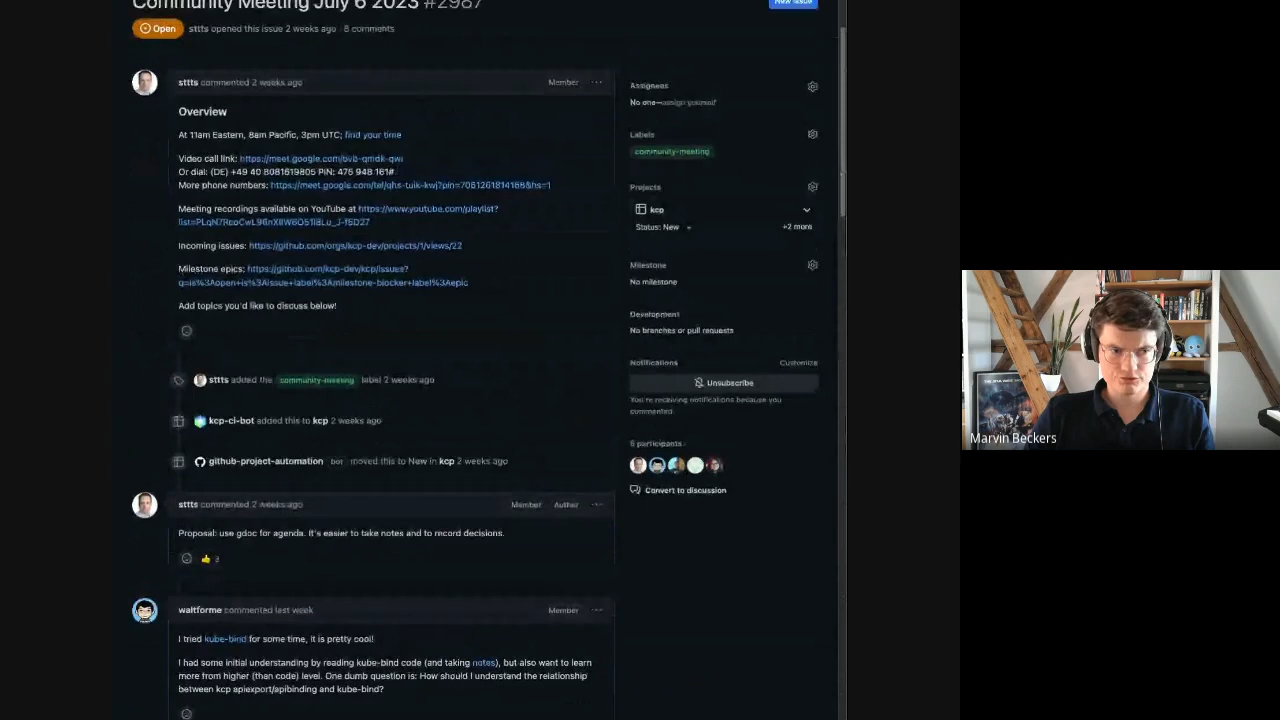 Community Meeting July 6 2023 #2987
New issue
Open
sttts opened this issue 2 weeks ago · 8 comments
sttts commented 2 weeks ago
Member
Overview
At 11am Eastern, 8am Pacific, 3pm UTC; find your time
Video call link: https://meet.google.com/bvb-qmdk-qwi
Or dial: (DE) +49 40 8081619805 PIN: 475 948 161#
More phone numbers: https://meet.google.com/tel/qhs-tuik-kwj?pin=7061261814168&hs=1
Meeting recordings available on YouTube at https://www.youtube.com/playlist?
Incoming issues: https://github.com/orgs/kcp-dev/projects/1/views/22
Milestone epics: https://github.com/kcp-dev/kcp/issues?
q=is%3Aopen+is%3Aissue+label%3Amilestone-blocker+label%3Aepic
Add topics you'd like to discuss below!
sttts added the community-meeting label 2 weeks ago
kcp-ci-bot added this to kcp 2 weeks ago
github-project-automation bot moved this to New in kcp 2 weeks ago
sttts commented 2 weeks ago
Member Author
Proposal: use gdoc for agenda. It's easier to take notes and to record decisions.
waltforme commented last week
Member
I tried kube-bind for some time, it is pretty cool!
I had some initial understanding by reading kube-bind code (and taking notes), but also want to learn
more from higher (than code) level. One dumb question is: How should I understand the relationship
between kcp apiexport/apibinding and kube-bind?
Assignees
No one—assign yourself
Labels
community-meeting
Projects
kcp
Status: New
+2 more
Milestone
No milestone
Development
No branches or pull requests
Notifications
Customize
Unsubscribe
You're receiving notifications because you
commented.
participants
Convert to discussion
Marvin Beckers